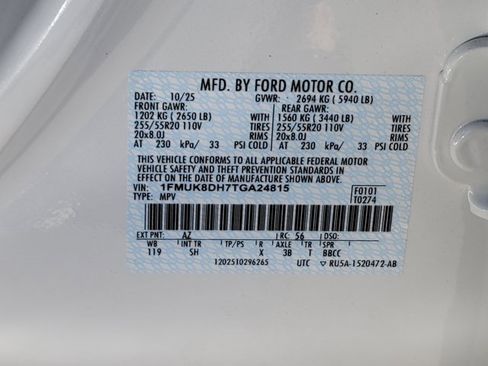 MFD. BY FORD MOTOR CO.
DATE: 10/25 GVWR: 2694 KG ( 5940 LB)
FRONT GAWR: REAR GAWR:
1202 KG ( 2650 LB) WITH 1560 KG ( 3440 LB) WITH
255/55R20 110V TIRES 255/55R20 110V TIRES
20x8.0J RIMS 20x8.0J RIMS
AT 230 kPa/ 33 PSI COLD AT 230 kPa/ 33 PSI COLD
THIS VEHICLE CONFORMS TO ALL APPLICABLE FEDERAL MOTOR
VEHICLE SAFETY AND THEFT PREVENTION STANDARDS IN EFFECT
ON THE DATE OF MANUFACTURE SHOWN ABOVE.
VIN: 1FMUK8DH7TGA24815 F0101
TYPE: MPV T0274
EXT PNT: AZ RC: 56 DSO:
WB INT TR TP/PS R AXLE TR SPR
119 SH X 3B T BBCC
1202510296265 UTC RU5A-1520472-AB